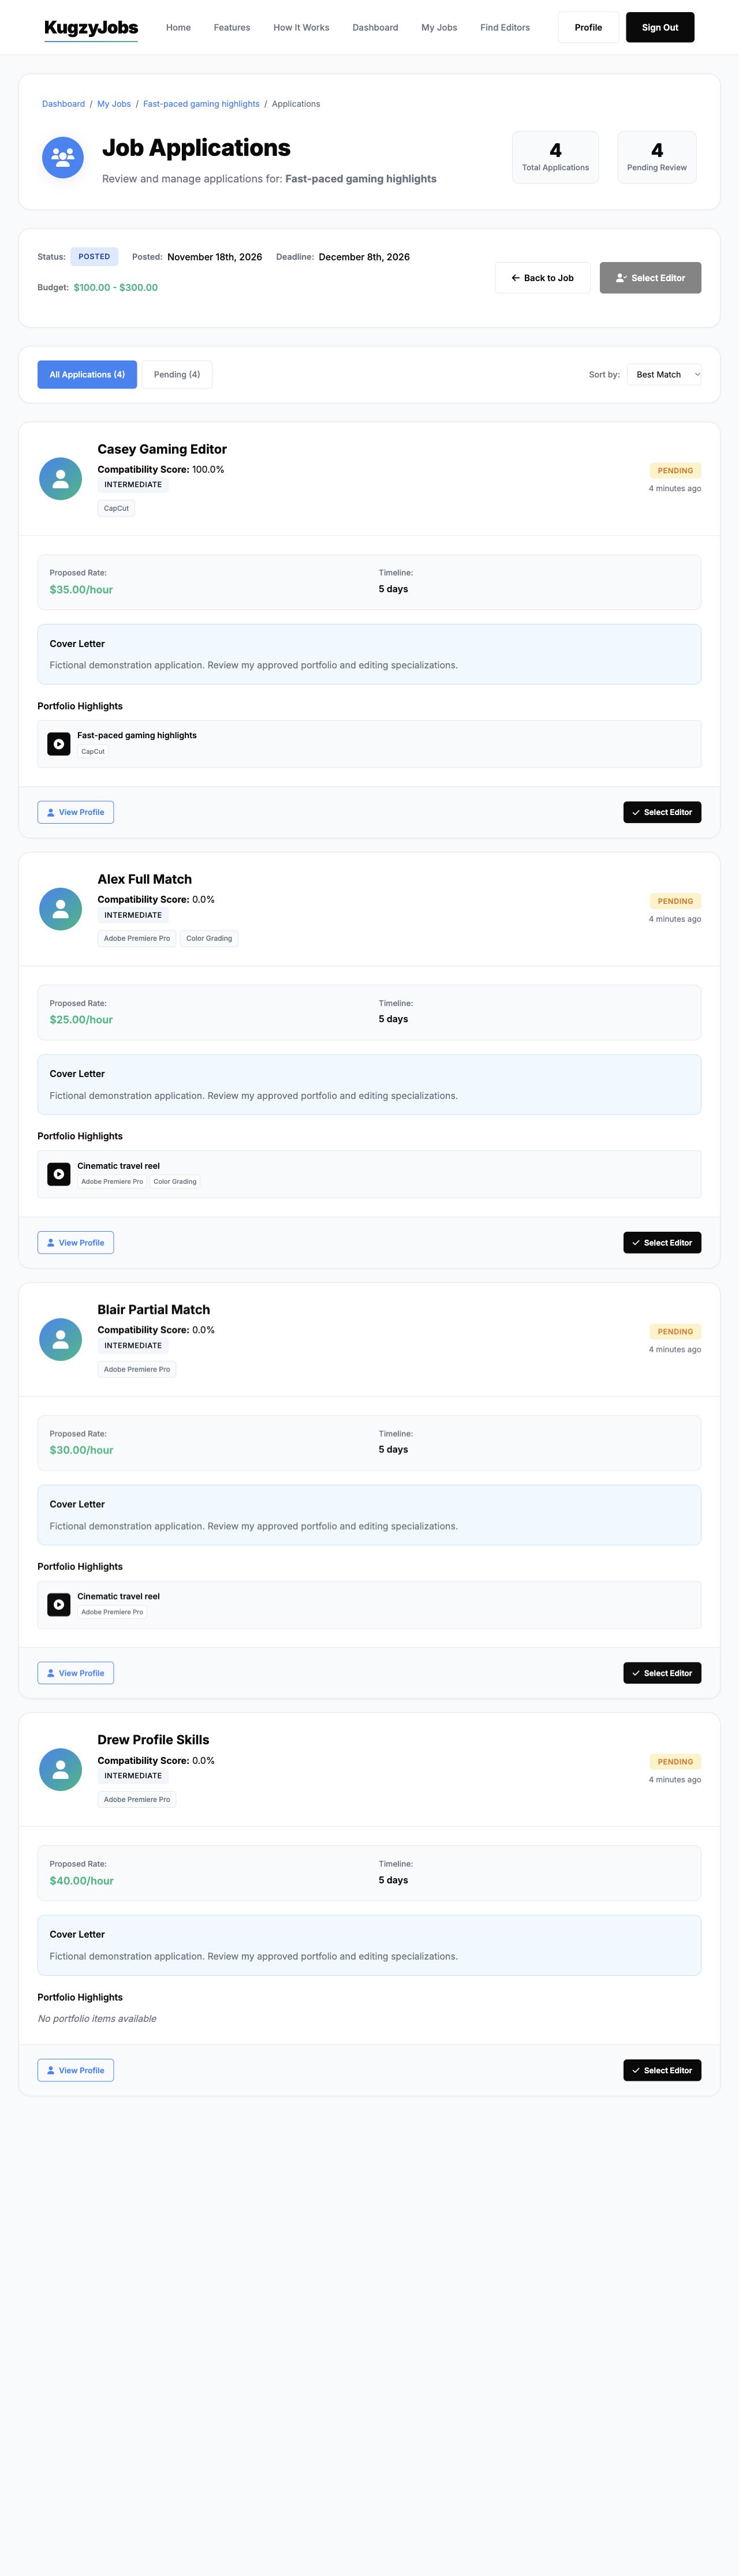 KugzyJobs
Home Features How It Works Dashboard My Jobs Find Editors Profile Sign Out
Dashboard / My Jobs / Fast-paced gaming highlights / Applications
Job Applications
Review and manage applications for: Fast-paced gaming highlights
4
Total Applications
4
Pending Review
Status: POSTED Posted: November 18th, 2026 Deadline: December 8th, 2026
Budget: $100.00 - $300.00
Back to Job Select Editor
All Applications (4) Pending (4) Sort by: Best Match
Casey Gaming Editor
Compatibility Score: 100.0%
INTERMEDIATE
CapCut
PENDING
4 minutes ago
Proposed Rate:
$35.00/hour
Timeline:
5 days
Cover Letter
Fictional demonstration application. Review my approved portfolio and editing specializations.
Portfolio Highlights
Fast-paced gaming highlights
CapCut
View Profile Select Editor
Alex Full Match
Compatibility Score: 0.0%
INTERMEDIATE
Adobe Premiere Pro Color Grading
PENDING
4 minutes ago
Proposed Rate:
$25.00/hour
Timeline:
5 days
Cover Letter
Fictional demonstration application. Review my approved portfolio and editing specializations.
Portfolio Highlights
Cinematic travel reel
Adobe Premiere Pro Color Grading
View Profile Select Editor
Blair Partial Match
Compatibility Score: 0.0%
INTERMEDIATE
Adobe Premiere Pro
PENDING
4 minutes ago
Proposed Rate:
$30.00/hour
Timeline:
5 days
Cover Letter
Fictional demonstration application. Review my approved portfolio and editing specializations.
Portfolio Highlights
Cinematic travel reel
Adobe Premiere Pro
View Profile Select Editor
Drew Profile Skills
Compatibility Score: 0.0%
INTERMEDIATE
Adobe Premiere Pro
PENDING
4 minutes ago
Proposed Rate:
$40.00/hour
Timeline:
5 days
Cover Letter
Fictional demonstration application. Review my approved portfolio and editing specializations.
Portfolio Highlights
No portfolio items available
View Profile Select Editor